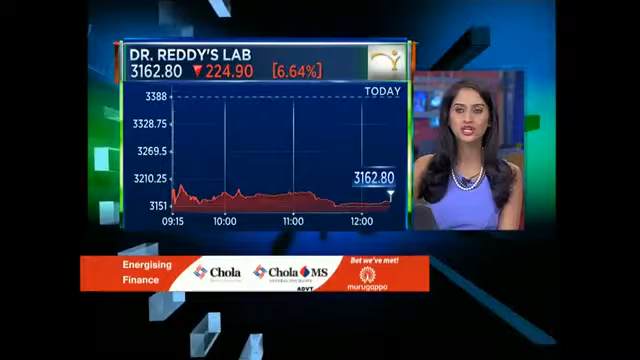 DR. REDDY'S LAB
3162.80 ▼ 224.90 [6.64%]
TODAY
3388
3328.75
3269.5
3210.25
3162.80
3151
09:15 10:00 11:00 12:00
Energising
Finance
Chola
Chola MS
ADVT
Bet we've met!
murugappa